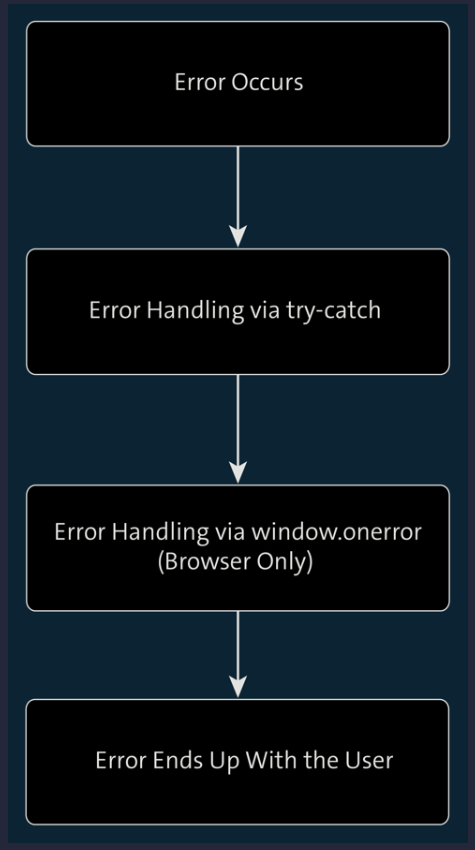 Error Occurs
Error Handling via try-catch
Error Handling via window.onerror
(Browser Only)
Error Ends Up With the User